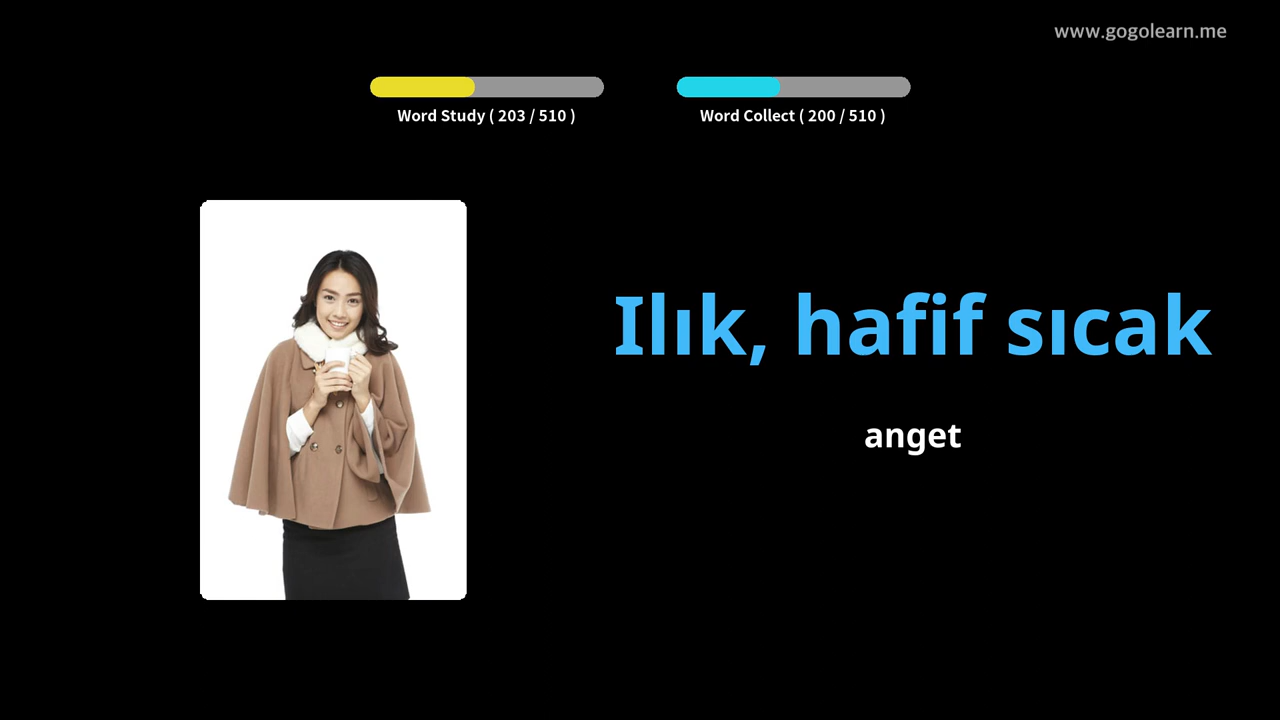 www.gogolearn.me
Word Study ( 203 / 510 )
Word Collect ( 200 / 510 )
Ilık, hafif sıcak
anget